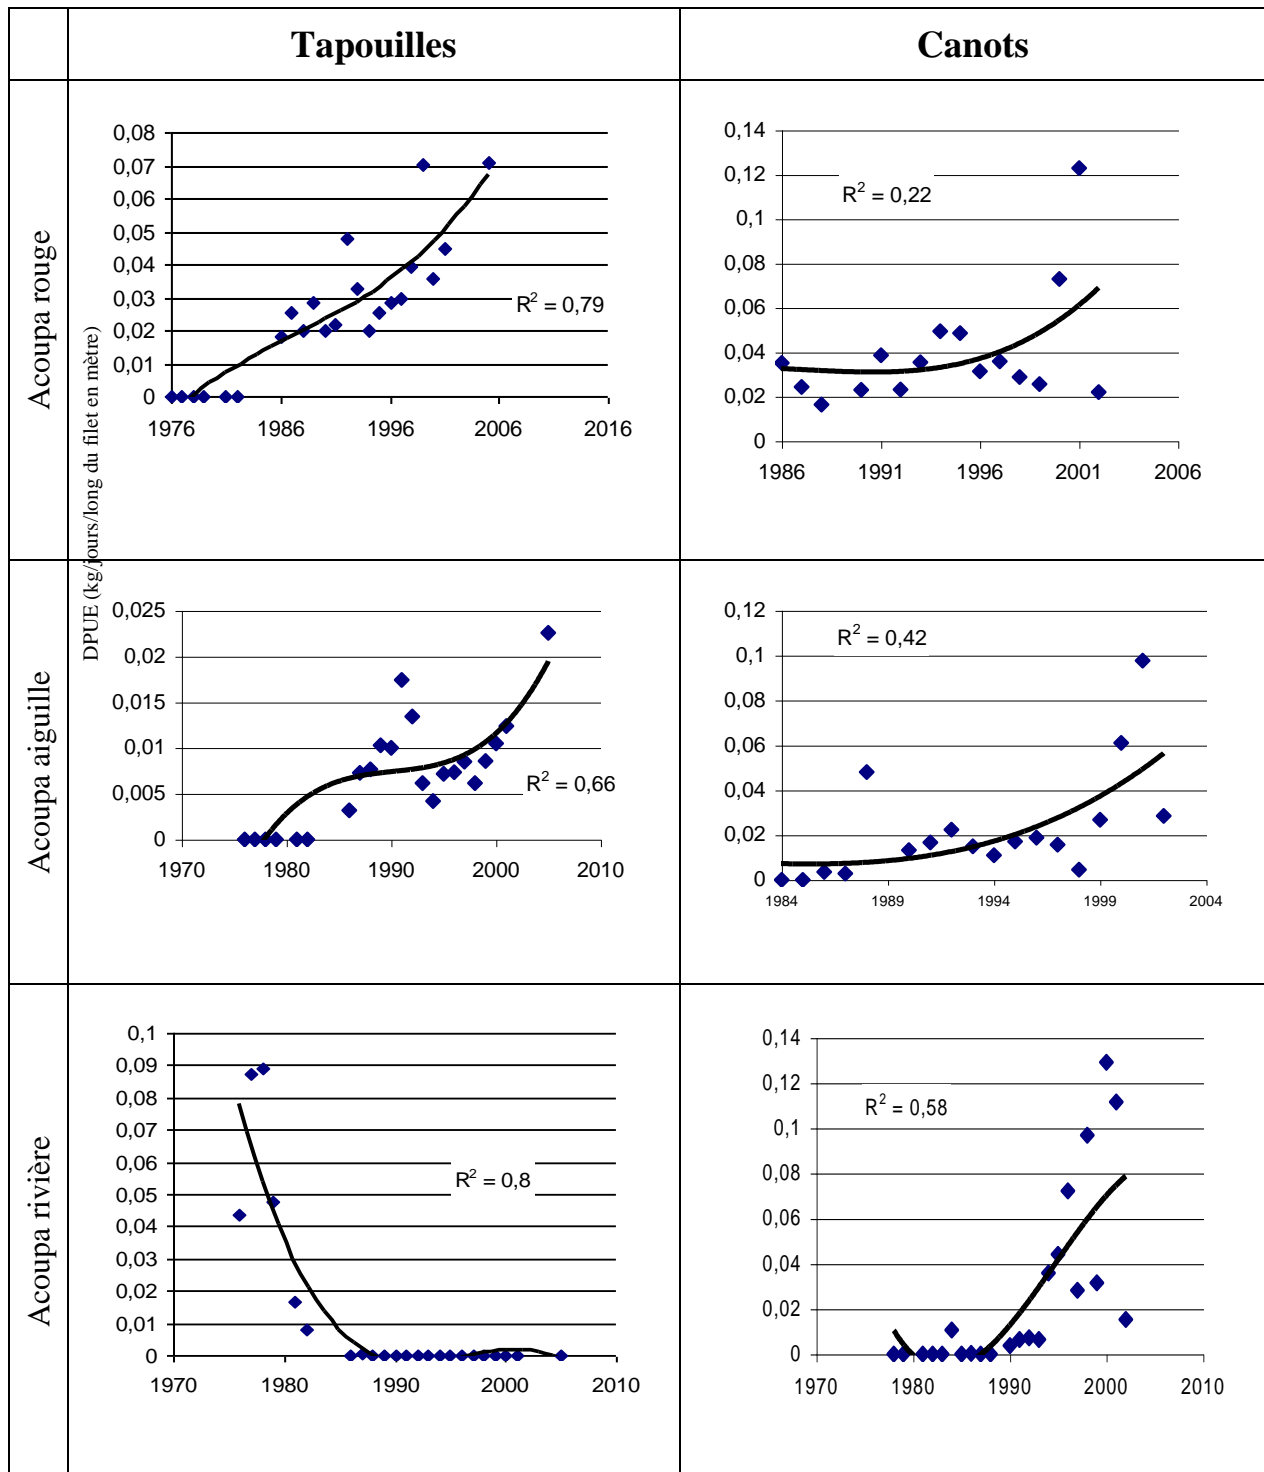 Tapouilles
Canots
Acoupa rouge
DPUE (kg/jours/long du filet en mètre)
0,08
0,07
0,06
0,05
0,04
0,03
0,02
0,01
0
R² = 0,79
1976 1986 1996 2006 2016
0,14
0,12
0,1
0,08
0,06
0,04
0,02
0
R² = 0,22
1986 1991 1996 2001 2006
Acoupa aiguille
0,025
0,02
0,015
0,01
0,005
0
R² = 0,66
1970 1980 1990 2000 2010
0,12
0,1
0,08
0,06
0,04
0,02
0
R² = 0,42
1984 1989 1994 1999 2004
Acoupa rivière
0,1
0,09
0,08
0,07
0,06
0,05
0,04
0,03
0,02
0,01
0
R² = 0,8
1970 1980 1990 2000 2010
0,14
0,12
0,1
0,08
0,06
0,04
0,02
0
R² = 0,58
1970 1980 1990 2000 2010